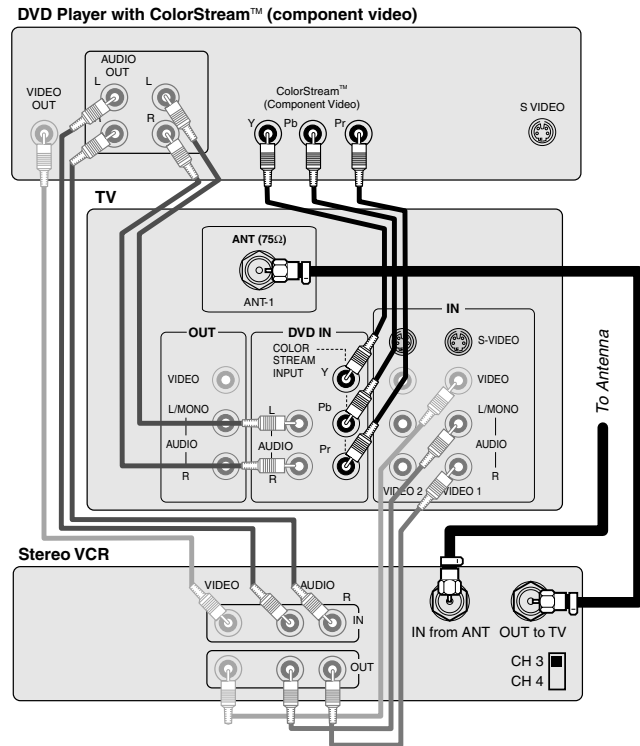 DVD Player with ColorStream™ (component video)
AUDIO
OUT
L
L
VIDEO
OUT
R
ColorStream™
(Component Video)
Y
Pb
Pr
S VIDEO
TV
ANT (75Ω)
ANT-1
IN
OUT
DVD IN
COLOR
STREAM
INPUT
Y
S-VIDEO
VIDEO
VIDEO
L/MONO
L
Pb
L/MONO
AUDIO
AUDIO
AUDIO
R
R
Pr
R
VIDEO 2
VIDEO 1
To Antenna
Stereo VCR
VIDEO
AUDIO
R
IN
OUT
IN from ANT
OUT to TV
CH 3
CH 4